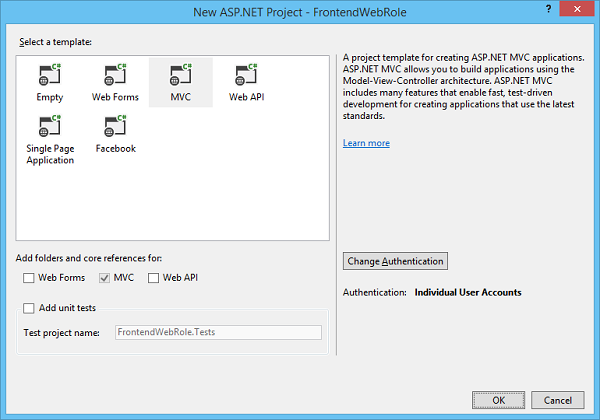 New ASP.NET Project - FrontendWebRole
Select a template:
C# C# C# C#
Empty Web Forms MVC Web API
C# C#
Single Page Application Facebook
A project template for creating ASP.NET MVC applications.
ASP.NET MVC allows you to build applications using the
Model-View-Controller architecture. ASP.NET MVC
includes many features that enable fast, test-driven
development for creating applications that use the latest
standards.
Learn more
Add folders and core references for:
Web Forms MVC Web API
Add unit tests
Test project name: FrontendWebRole.Tests
Change Authentication
Authentication: Individual User Accounts
OK Cancel